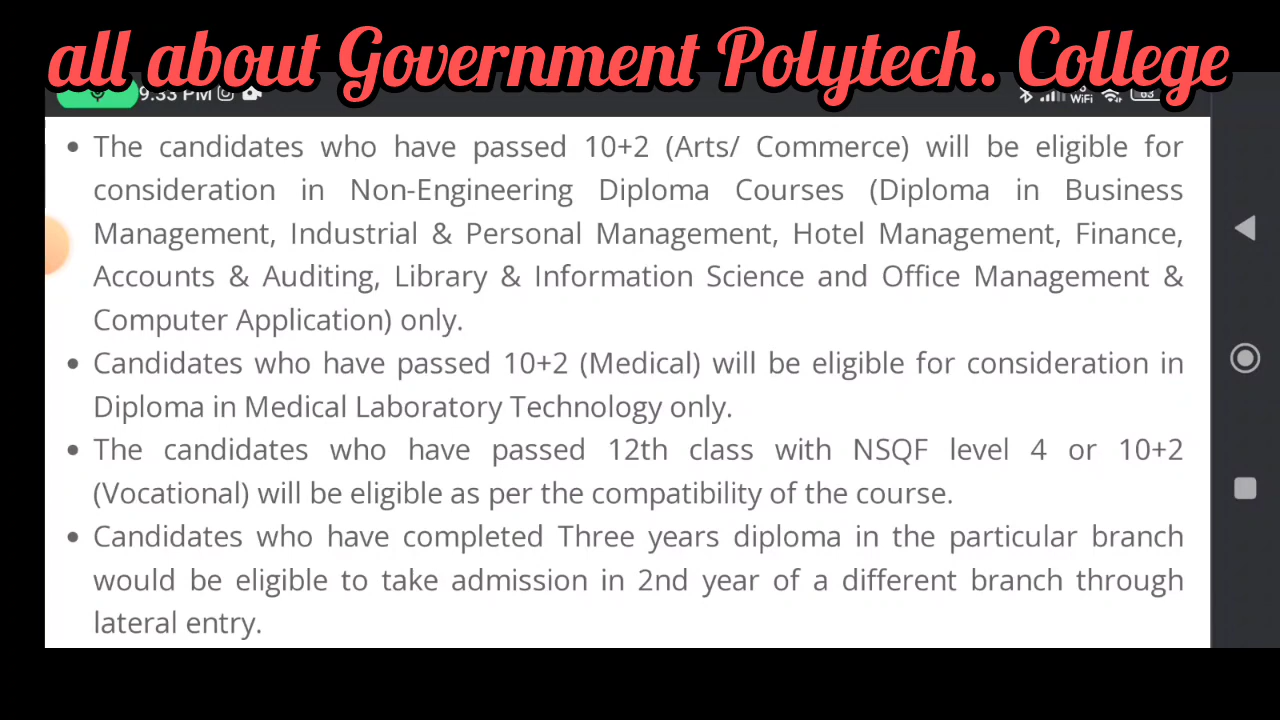 all about Government Polytech. College
9:33 PM
WiFi 63
The candidates who have passed 10+2 (Arts/ Commerce) will be eligible for
consideration in Non-Engineering Diploma Courses (Diploma in Business
Management, Industrial & Personal Management, Hotel Management, Finance,
Accounts & Auditing, Library & Information Science and Office Management &
Computer Application) only.
Candidates who have passed 10+2 (Medical) will be eligible for consideration in
Diploma in Medical Laboratory Technology only.
The candidates who have passed 12th class with NSQF level 4 or 10+2
(Vocational) will be eligible as per the compatibility of the course.
Candidates who have completed Three years diploma in the particular branch
would be eligible to take admission in 2nd year of a different branch through
lateral entry.